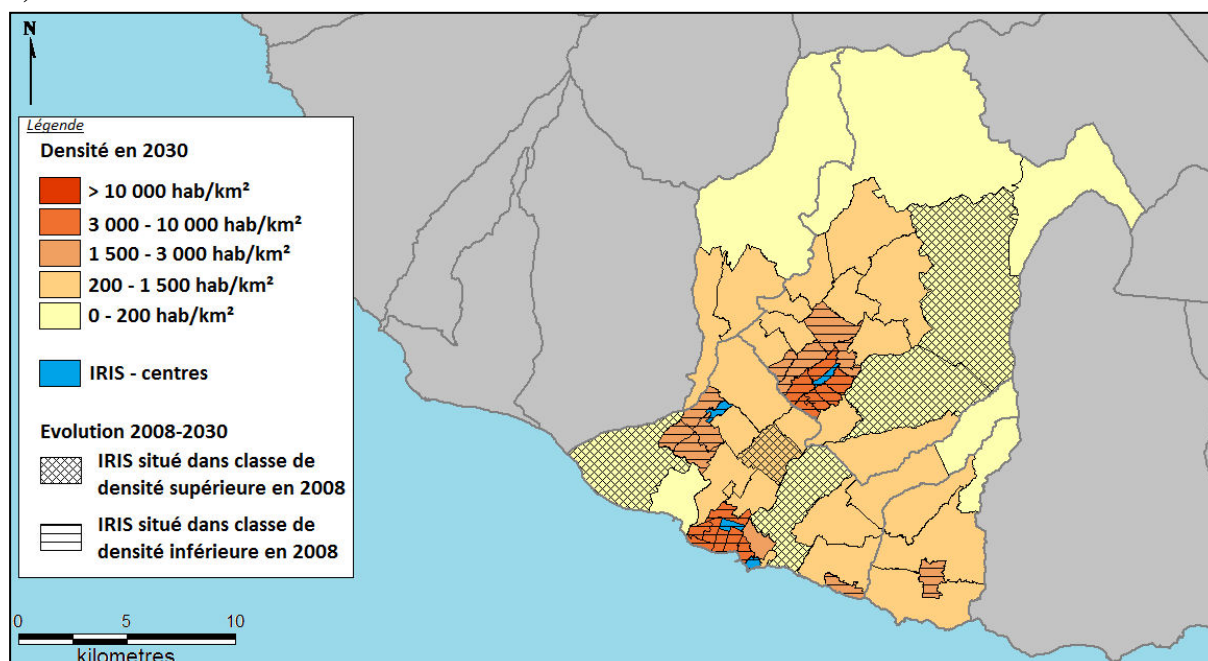 N
Légende
Densité en 2030
> 10 000 hab/km²
3 000 - 10 000 hab/km²
1 500 - 3 000 hab/km²
200 - 1 500 hab/km²
0 - 200 hab/km²
IRIS - centres
Evolution 2008-2030
IRIS situé dans classe de
densité supérieure en 2008
IRIS situé dans classe de
densité inférieure en 2008
0 5 10
kilometres